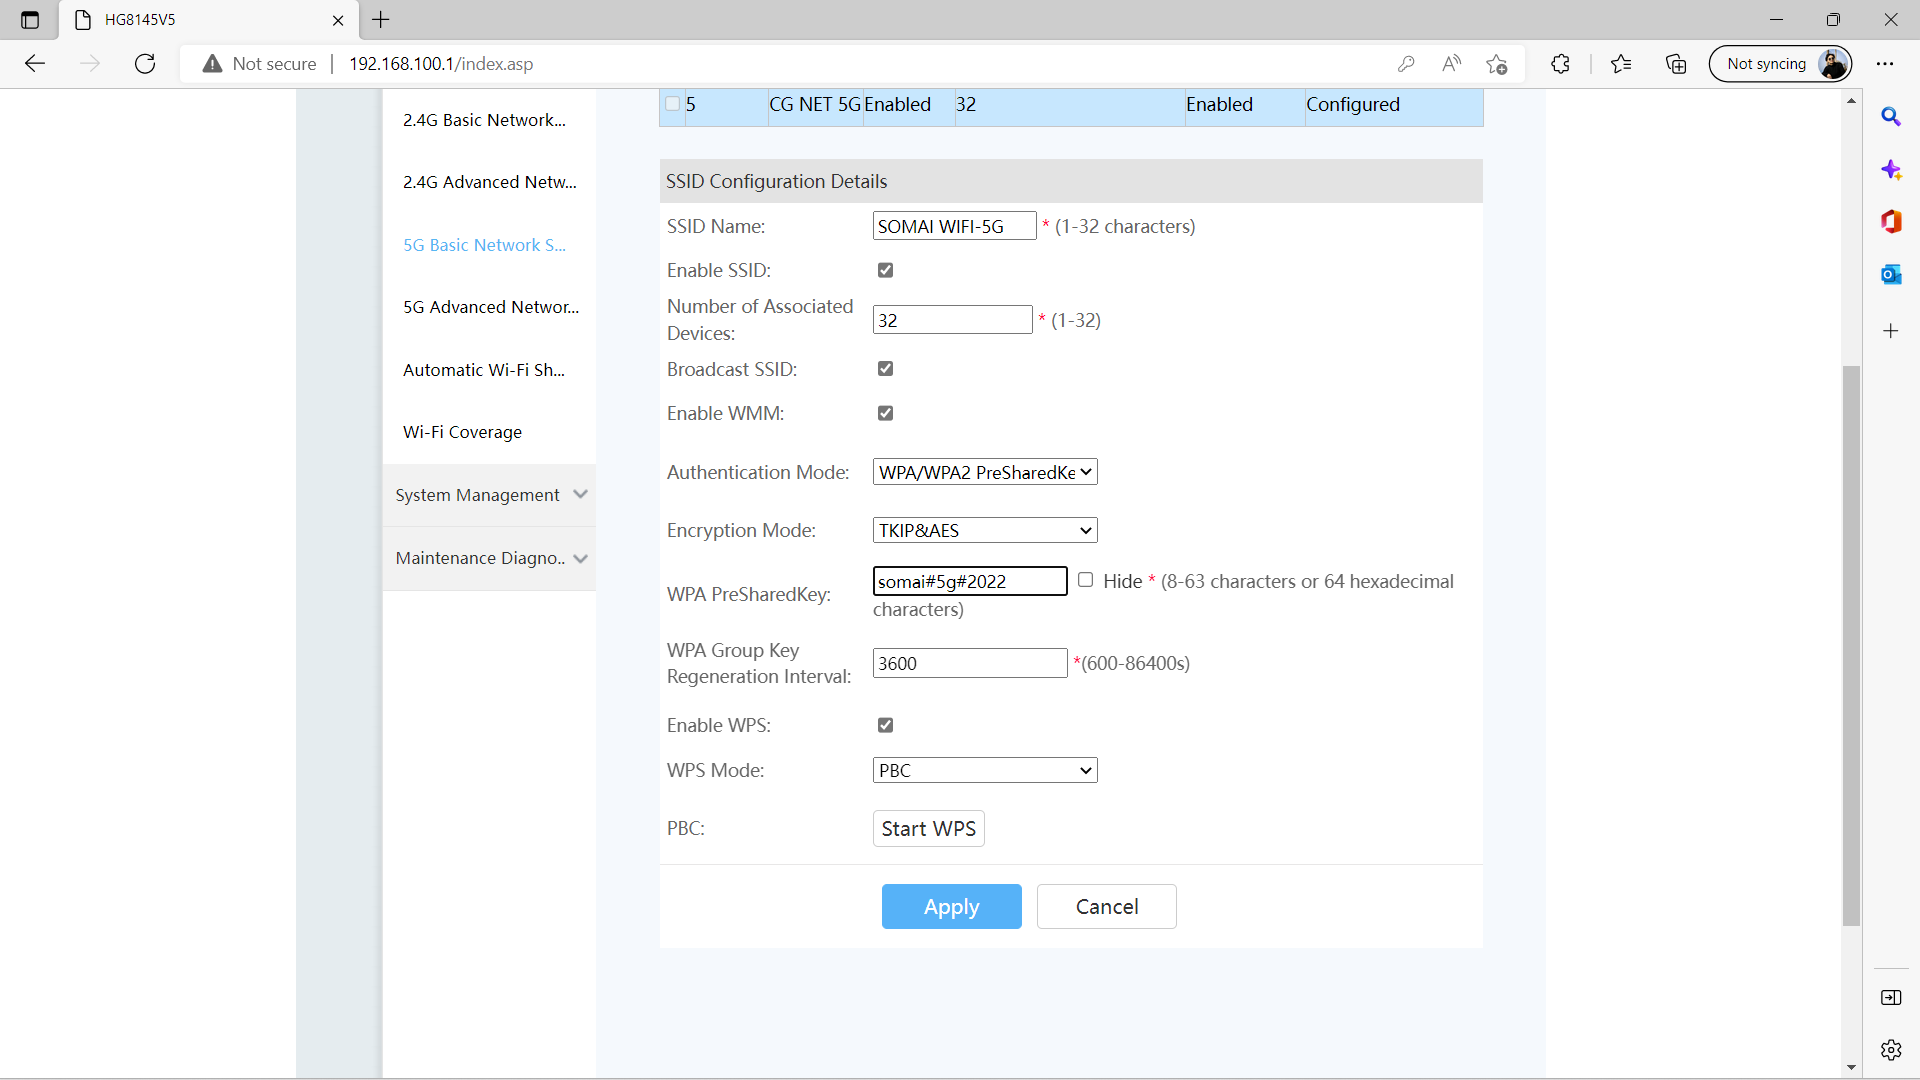 HG8145V5
Not secure
192.168.100.1/index.asp
Not syncing
5 CG NET 5G Enabled 32 Enabled Configured
2.4G Basic Network...
2.4G Advanced Netw...
5G Basic Network S...
5G Advanced Networ...
Automatic Wi-Fi Sh...
Wi-Fi Coverage
System Management
Maintenance Diagno..
SSID Configuration Details
SSID Name: SOMAI WIFI-5G * (1-32 characters)
Enable SSID:
Number of Associated
Devices: 32 * (1-32)
Broadcast SSID:
Enable WMM:
Authentication Mode: WPA/WPA2 PreSharedKe
Encryption Mode: TKIP&AES
WPA PreSharedKey: somai#5g#2022 Hide * (8-63 characters or 64 hexadecimal
characters)
WPA Group Key
Regeneration Interval: 3600 *(600-86400s)
Enable WPS:
WPS Mode: PBC
PBC: Start WPS
Apply Cancel